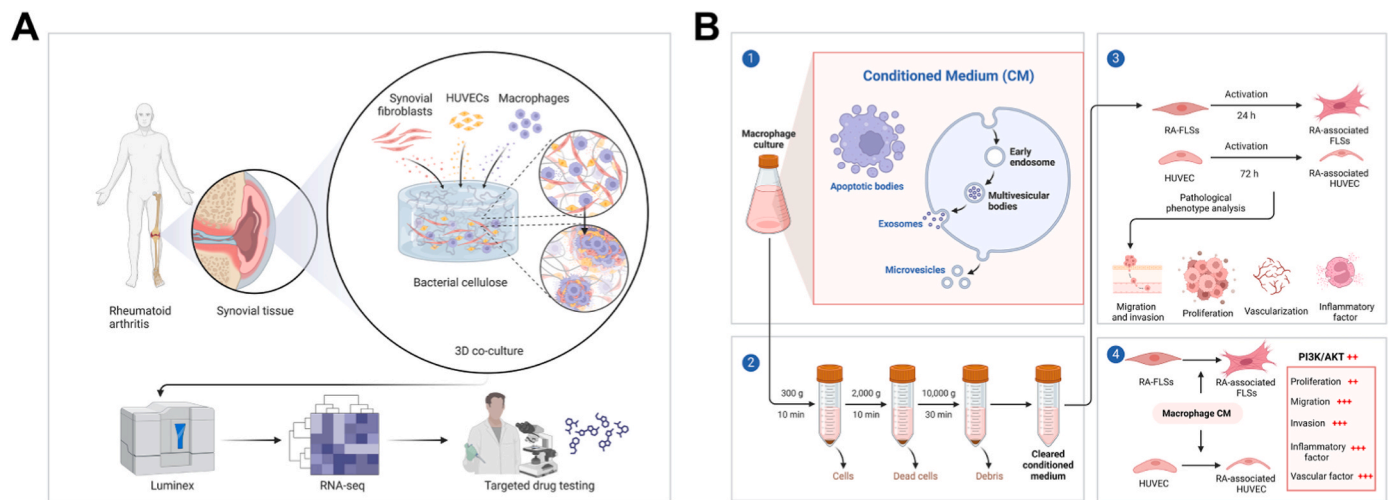 A
Synovial
fibroblasts
HUVECs
Macrophages
Bacterial cellulose
Rheumatoid
arthritis
Synovial tissue
3D co-culture
Luminex
RNA-seq
Targeted drug testing
B
1
Conditioned Medium (CM)
Macrophage
culture
Apoptotic bodies
Early
endosome
Multivesicular
bodies
Exosomes
Microvesicles
2
300 g
10 min
2,000 g
10 min
10,000 g
30 min
Cells
Dead cells
Debris
Cleared
conditioned
medium
3
RA-FLSs
Activation
24 h
RA-associated
FLSs
HUVEC
Activation
72 h
RA-associated
HUVEC
Pathological
phenotype analysis
Migration
and invasion
Proliferation
Vascularization
Inflammatory
factor
4
RA-FLSs
RA-associated
FLSs
Macrophage CM
HUVEC
RA-associated
HUVEC
PI3K/AKT ++
Proliferation ++
Migration +++
Invasion +++
Inflammatory
factor +++
Vascular factor +++